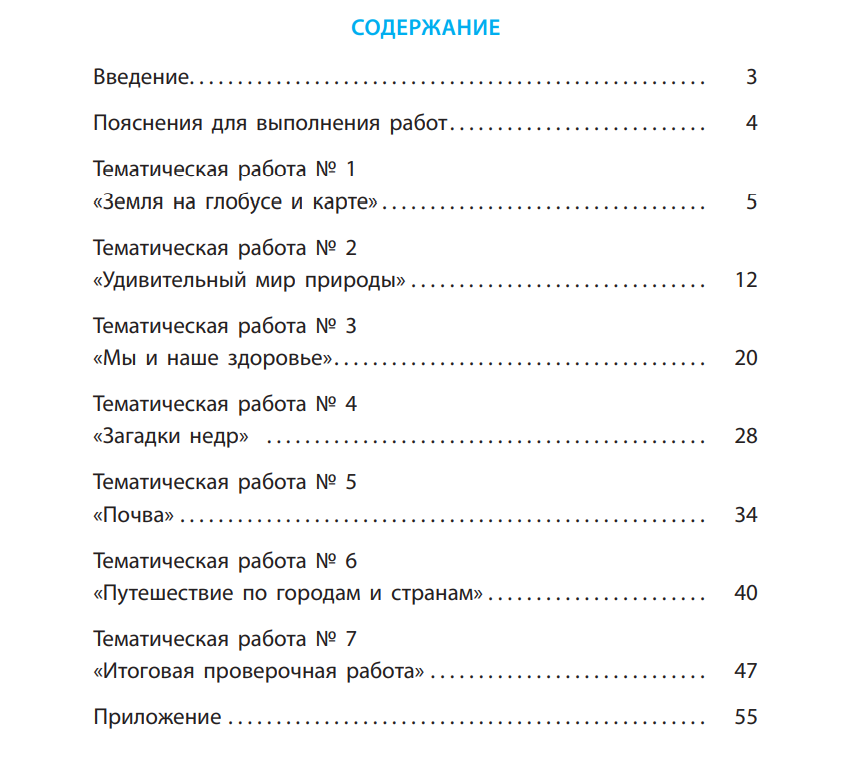 СОДЕРЖАНИЕ
Введение. . . . . . . . . . . . . . . . . . . . . . . . . . . . . . . . . . . . . . . . . . . . 3
Пояснения для выполнения работ. . . . . . . . . . . . . . . . . . . . . . 4
Тематическая работа № 1
«Земля на глобусе и карте» . . . . . . . . . . . . . . . . . . . . . . . . . . . . 5
Тематическая работа № 2
«Удивительный мир природы» . . . . . . . . . . . . . . . . . . . . . . . . . 12
Тематическая работа № 3
«Мы и наше здоровье». . . . . . . . . . . . . . . . . . . . . . . . . . . . . . . . 20
Тематическая работа № 4
«Загадки недр» . . . . . . . . . . . . . . . . . . . . . . . . . . . . . . . . . . . . . . 28
Тематическая работа № 5
«Почва» . . . . . . . . . . . . . . . . . . . . . . . . . . . . . . . . . . . . . . . . . . . . . 34
Тематическая работа № 6
«Путешествие по городам и странам» . . . . . . . . . . . . . . . . . . . 40
Тематическая работа № 7
«Итоговая проверочная работа» . . . . . . . . . . . . . . . . . . . . . . . . 47
Приложение . . . . . . . . . . . . . . . . . . . . . . . . . . . . . . . . . . . . . . . . . 55